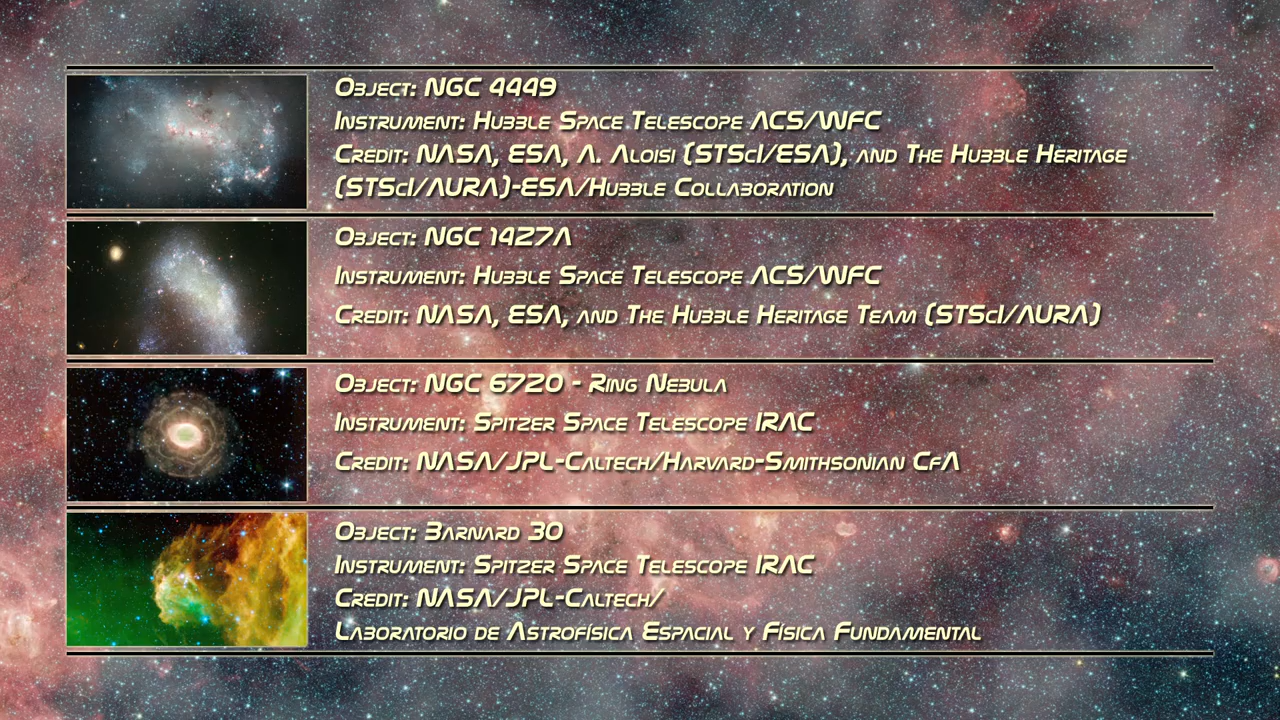 Object: NGC 4449
Instrument: Hubble Space Telescope ACS/WFC
Credit: NASA, ESA, A. Aloisi (STScI/ESA), and The Hubble Heritage
(STScI/AURA)-ESA/Hubble Collaboration
Object: NGC 1427A
Instrument: Hubble Space Telescope ACS/WFC
Credit: NASA, ESA, and The Hubble Heritage Team (STScI/AURA)
Object: NGC 6720 - Ring Nebula
Instrument: Spitzer Space Telescope IRAC
Credit: NASA/JPL-Caltech/Harvard-Smithsonian CfA
Object: Barnard 30
Instrument: Spitzer Space Telescope IRAC
Credit: NASA/JPL-Caltech/
Laboratorio de Astrofísica Espacial y Física Fundamental